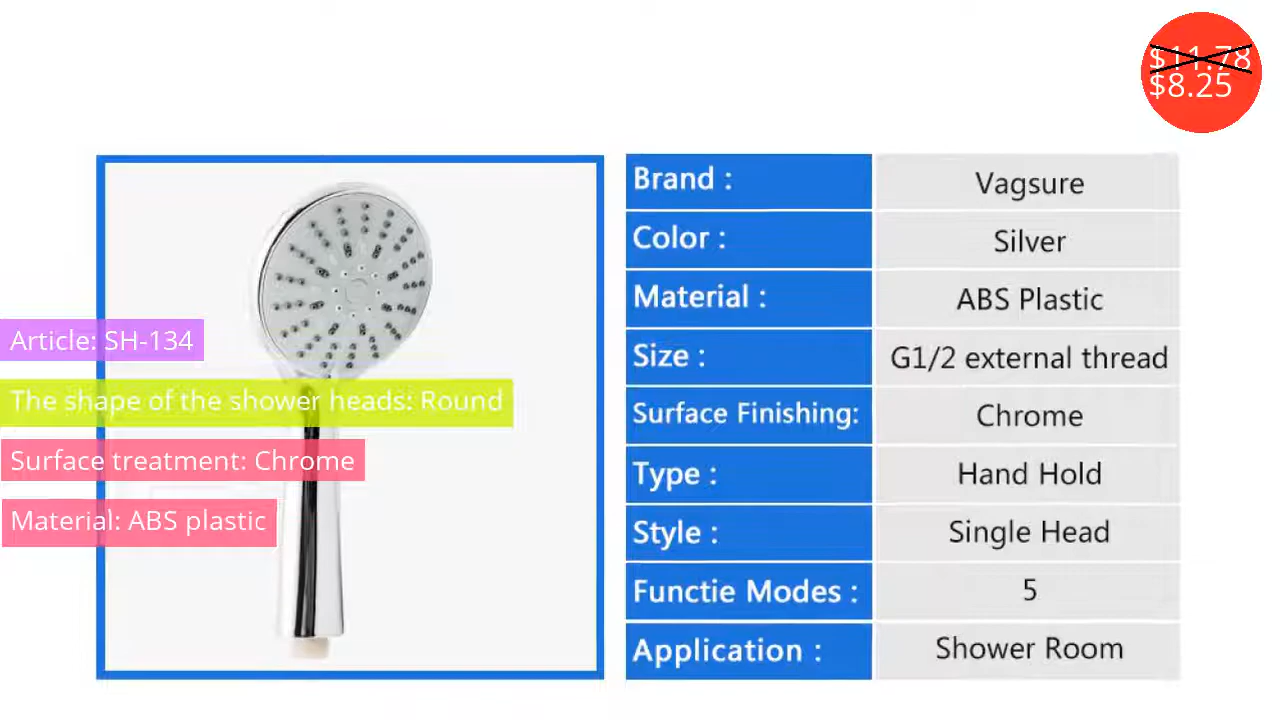 $11.78
$8.25
Brand : Vagsure
Color : Silver
Material : ABS Plastic
Size : G1/2 external thread
Surface Finishing: Chrome
Type : Hand Hold
Style : Single Head
Functie Modes : 5
Application : Shower Room
Article: SH-134
The shape of the shower heads: Round
Surface treatment: Chrome
Material: ABS plastic